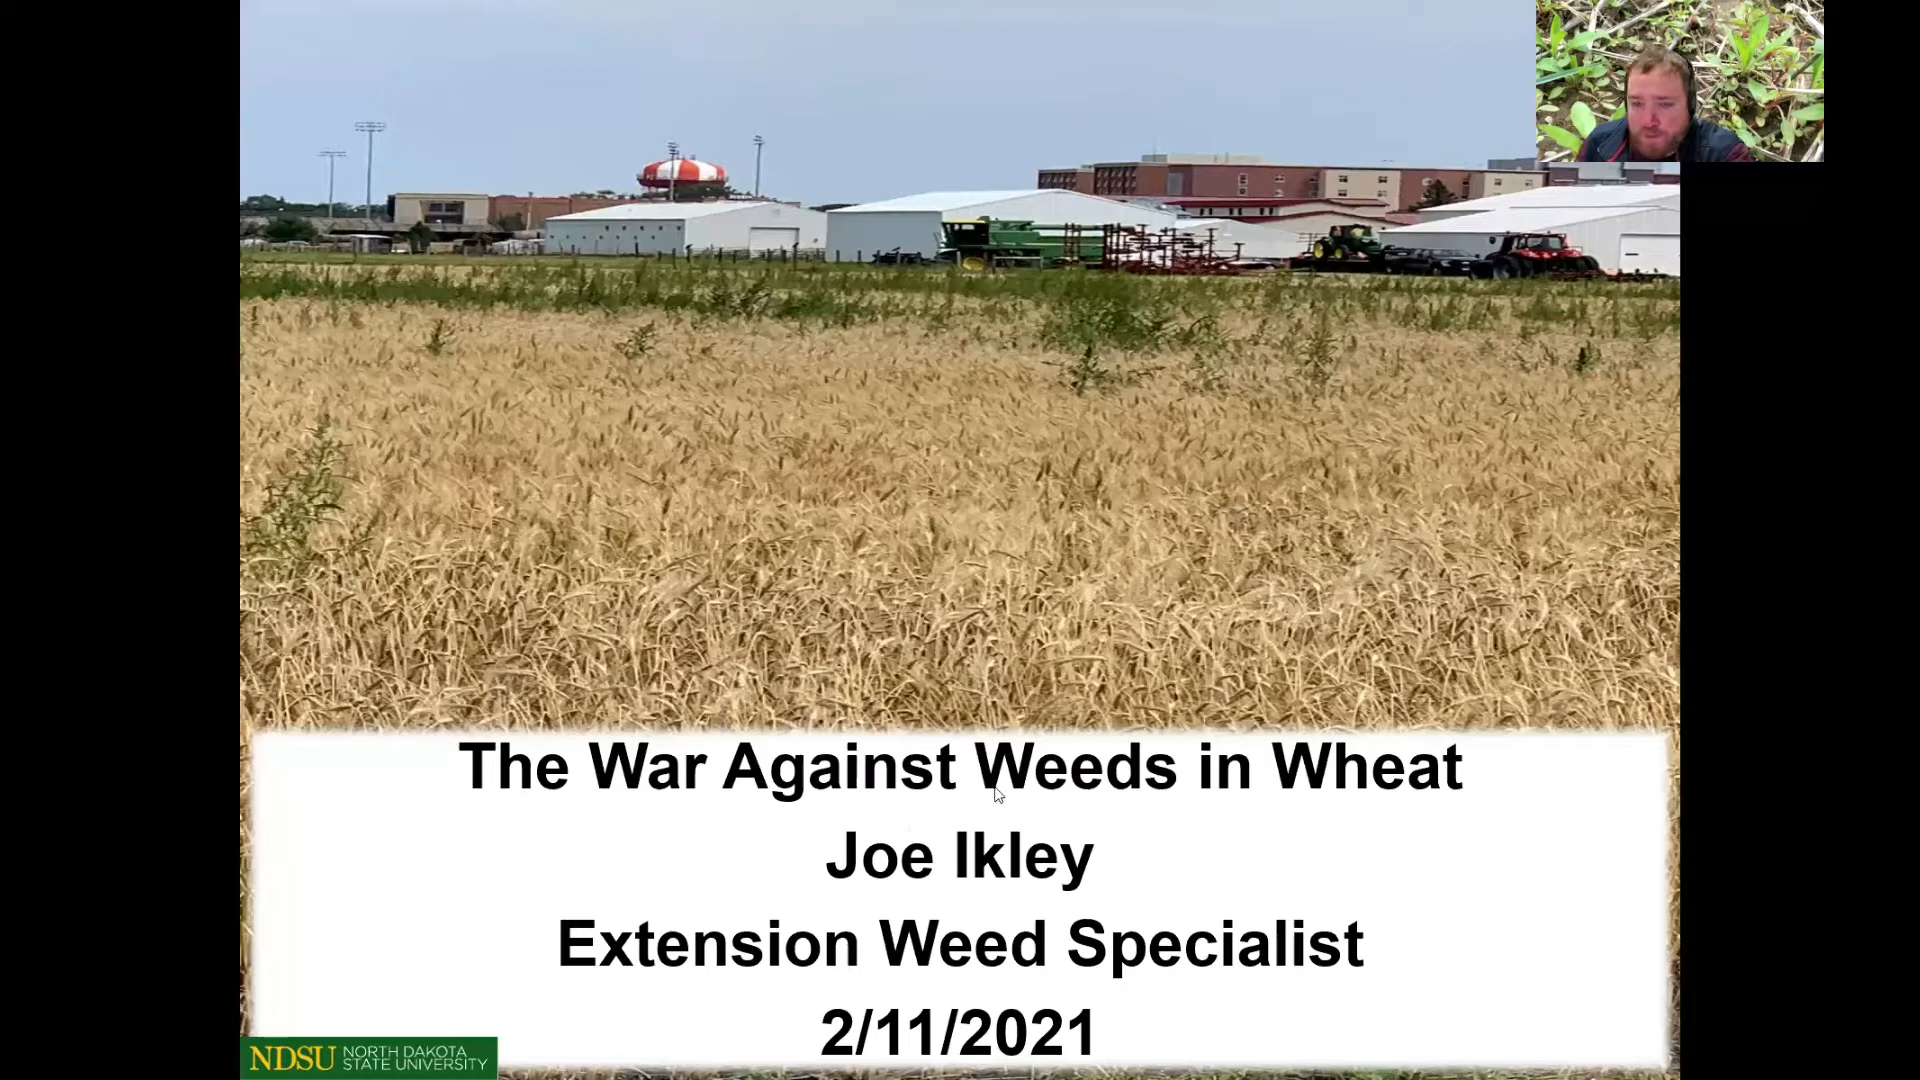 The War Against Weeds in Wheat
Joe Ikley
Extension Weed Specialist
2/11/2021
NDSU NORTH DAKOTA
STATE UNIVERSITY